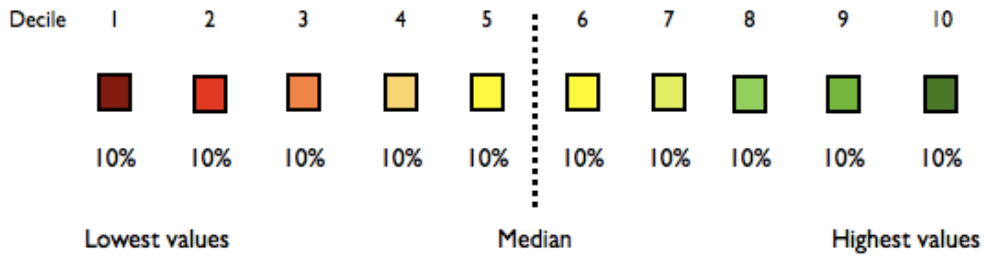 Decile 1 2 3 4 5 6 7 8 9 10
10% 10% 10% 10% 10% 10% 10% 10% 10% 10%
Lowest values Median Highest values